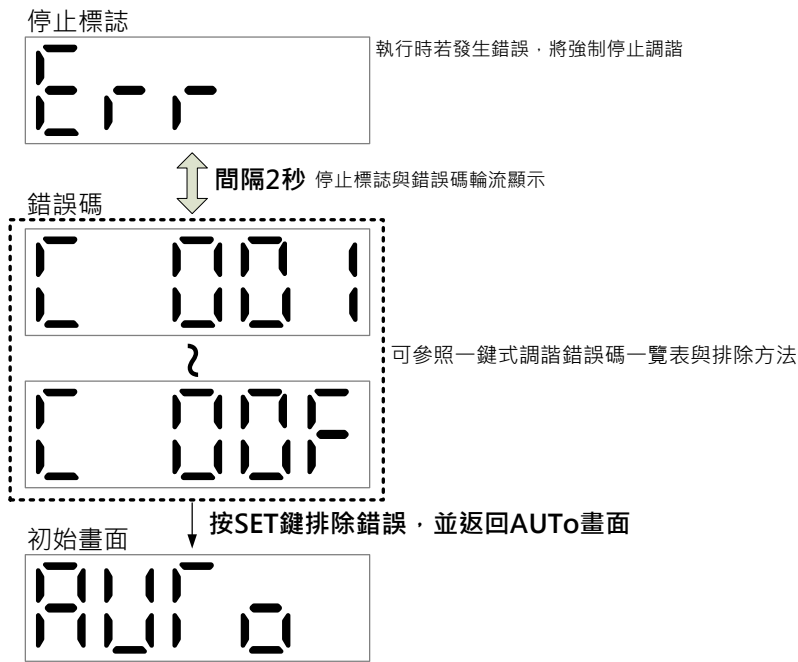 停止標誌
Err
執行時若發生錯誤，將強制停止調諧
間隔2秒 停止標誌與錯誤碼輪流顯示
錯誤碼
C 001
~
C 00F
可參照一鍵式調諧錯誤碼一覽表與排除方法
按SET鍵排除錯誤，並返回AUTo畫面
初始畫面
AUTo